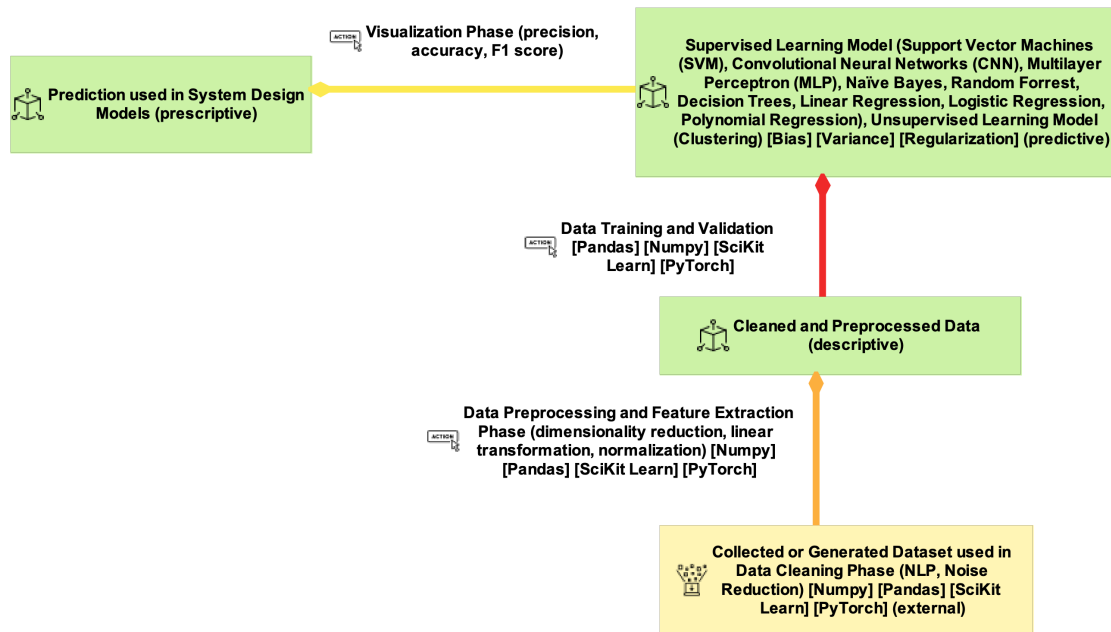 ACTION
Visualization Phase (precision,
accuracy, F1 score)
Prediction used in System Design
Models (prescriptive)
Supervised Learning Model (Support Vector Machines
(SVM), Convolutional Neural Networks (CNN), Multilayer
Perceptron (MLP), Naïve Bayes, Random Forrest,
Decision Trees, Linear Regression, Logistic Regression,
Polynomial Regression), Unsupervised Learning Model
(Clustering) [Bias] [Variance] [Regularization] (predictive)
ACTION
Data Training and Validation
[Pandas] [Numpy] [SciKit
Learn] [PyTorch]
Cleaned and Preprocessed Data
(descriptive)
ACTION
Data Preprocessing and Feature Extraction
Phase (dimensionality reduction, linear
transformation, normalization) [Numpy]
[Pandas] [SciKit Learn] [PyTorch]
Collected or Generated Dataset used in
Data Cleaning Phase (NLP, Noise
Reduction) [Numpy] [Pandas] [SciKit
Learn] [PyTorch] (external)